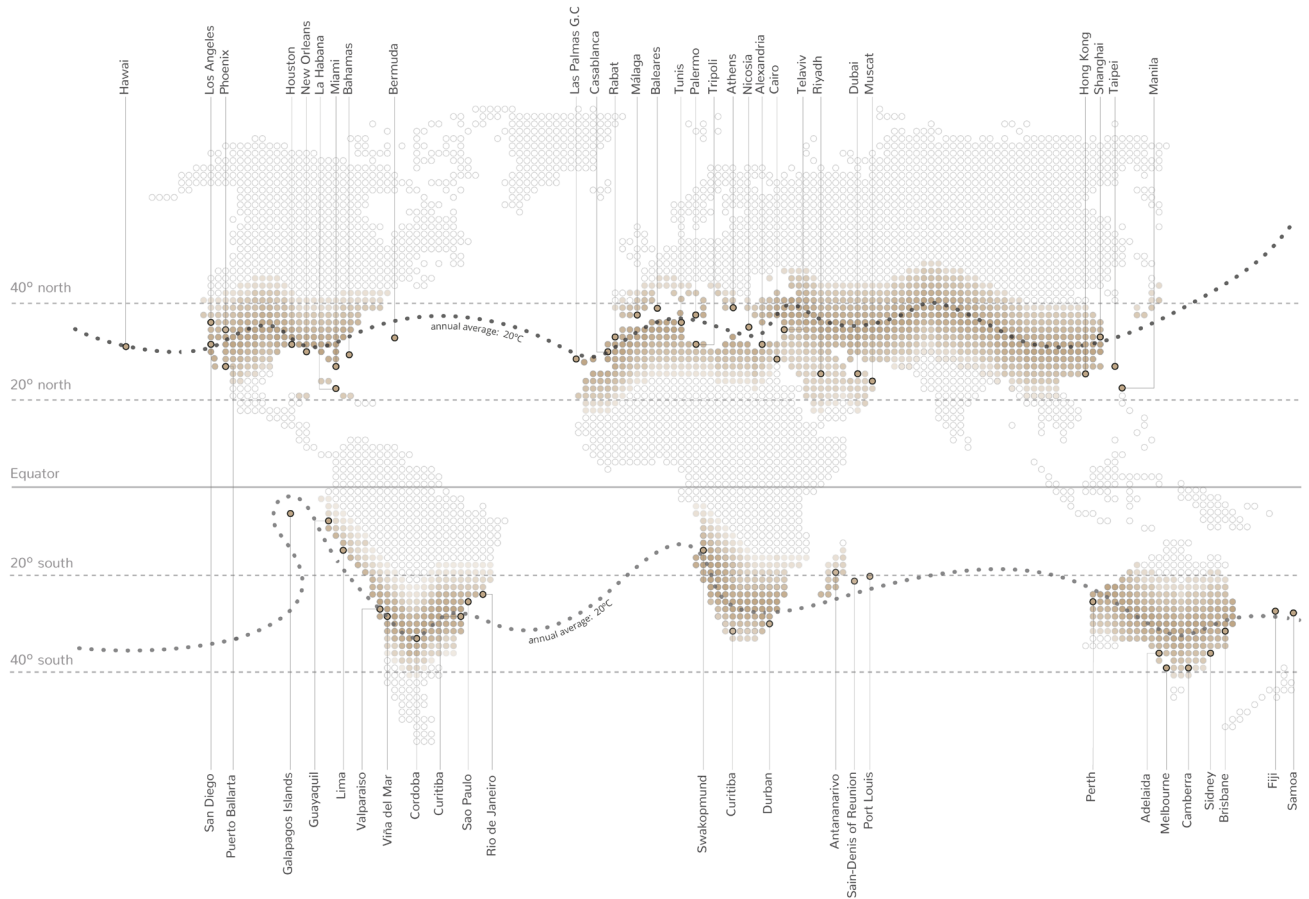 Hawai
Los Angeles
Phoenix
Houston
New Orleans
La Habana
Miami
Bahamas
Bermuda
Las Palmas G.C
Casablanca
Rabat
Málaga
Baleares
Tunis
Palermo
Tripoli
Athens
Nicosia
Alexandria
Cairo
Telaviv
Riyadh
Dubai
Muscat
Hong Kong
Shanghai
Taipei
Manila
40º north
annual average: 20ºC
20º north
Equator
20º south
annual average: 20ºC
40º south
San Diego
Puerto Ballarta
Galapagos Islands
Guayaquil
Lima
Valparaiso
Viña del Mar
Cordoba
Curitiba
Sao Paulo
Rio de Janeiro
Swakopmund
Curitiba
Durban
Antananarivo
Sain-Denis of Reunion
Port Louis
Perth
Adelaida
Melbourne
Camberra
Sidney
Brisbane
Fiji
Samoa